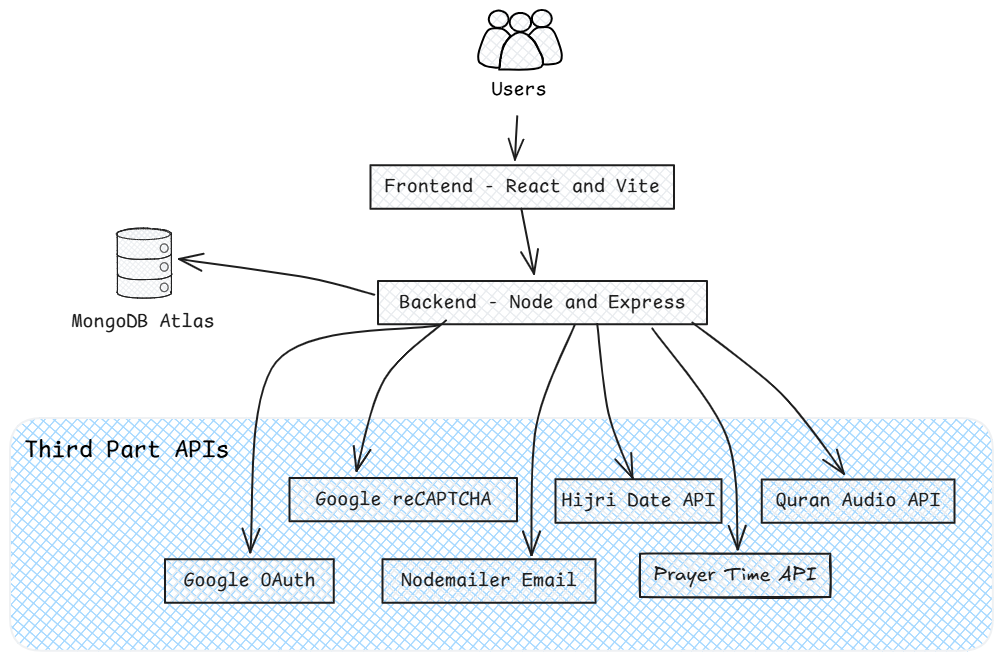 Users
Frontend - React and Vite
Backend - Node and Express
MongoDB Atlas
Third Part APIs
Google reCAPTCHA
Hijri Date API
Quran Audio API
Google OAuth
Nodemailer Email
Prayer Time API